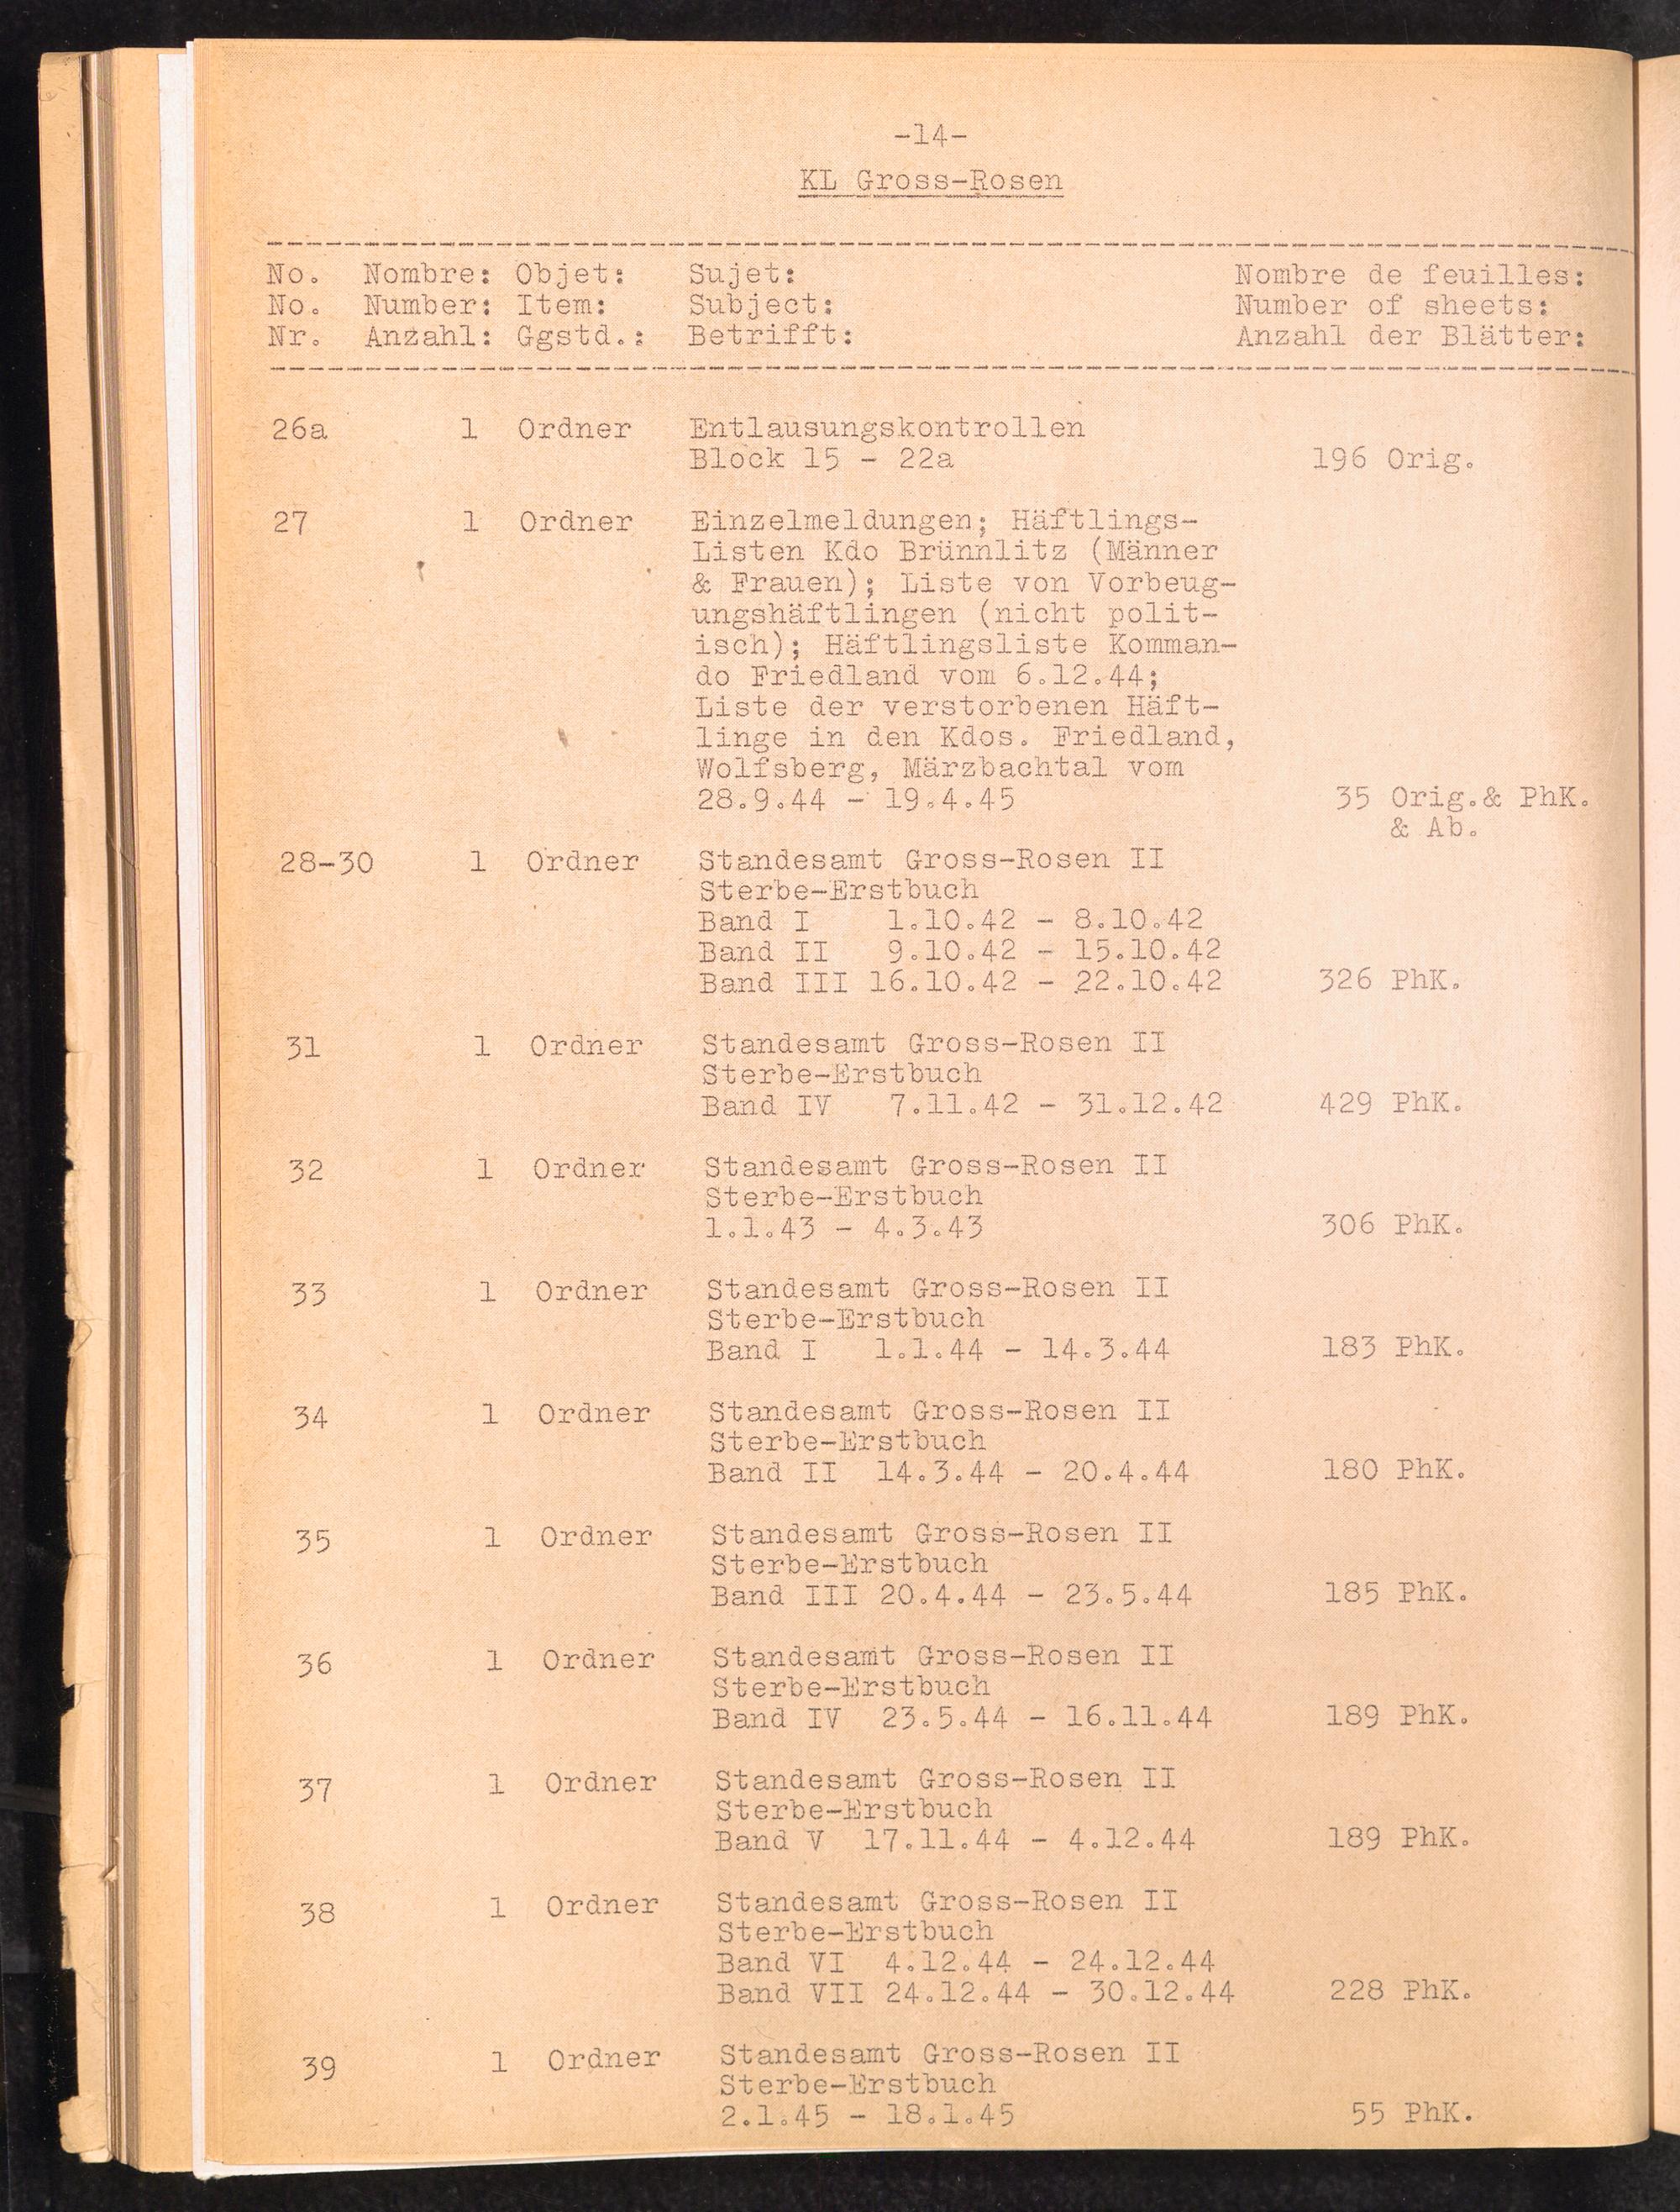 -14-
KL Gross-Rosen
No. Nombre: Objet: Sujet: Nombre de feuilles:
No. Number: Item: Subject: Number of sheets:
Nr. Anzahl: Ggstd.: Betrifft: Anzahl der Blätter:
26a 1 Ordner Entlausungskontrollen
Block 15 - 22a 196 Orig.
27 1 Ordner Einzelmeldungen; Häftlings-
Listen Kdo Brünnlitz (Männer
& Frauen); Liste von Vorbeug-
ungshäftlingen (nicht polit-
isch); Häftlingsliste Komman-
do Friedland vom 6.12.44;
Liste der verstorbenen Häft-
linge in den Kdos. Friedland,
Wolfsberg, Märzbachtal vom
28.9.44 - 19.4.45 35 Orig.& PhK.
& Ab.
28-30 1 Ordner Standesamt Gross-Rosen II
Sterbe-Erstbuch
Band I 1.10.42 - 8.10.42
Band II 9.10.42 - 15.10.42
Band III 16.10.42 - 22.10.42 326 PhK.
31 1 Ordner Standesamt Gross-Rosen II
Sterbe-Erstbuch
Band IV 7.11.42 - 31.12.42 429 PhK.
32 1 Ordner Standesamt Gross-Rosen II
Sterbe-Erstbuch
1.1.43 - 4.3.43 306 PhK.
33 1 Ordner Standesamt Gross-Rosen II
Sterbe-Erstbuch
Band I 1.1.44 - 14.3.44 183 PhK.
34 1 Ordner Standesamt Gross-Rosen II
Sterbe-Erstbuch
Band II 14.3.44 - 20.4.44 180 PhK.
35 1 Ordner Standesamt Gross-Rosen II
Sterbe-Erstbuch
Band III 20.4.44 - 23.5.44 185 PhK.
36 1 Ordner Standesamt Gross-Rosen II
Sterbe-Erstbuch
Band IV 23.5.44 - 16.11.44 189 PhK.
37 1 Ordner Standesamt Gross-Rosen II
Sterbe-Erstbuch
Band V 17.11.44 - 4.12.44 189 PhK.
38 1 Ordner Standesamt Gross-Rosen II
Sterbe-Erstbuch
Band VI 4.12.44 - 24.12.44
Band VII 24.12.44 - 30.12.44 228 PhK.
39 1 Ordner Standesamt Gross-Rosen II
Sterbe-Erstbuch
2.1.45 - 18.1.45 55 PhK.